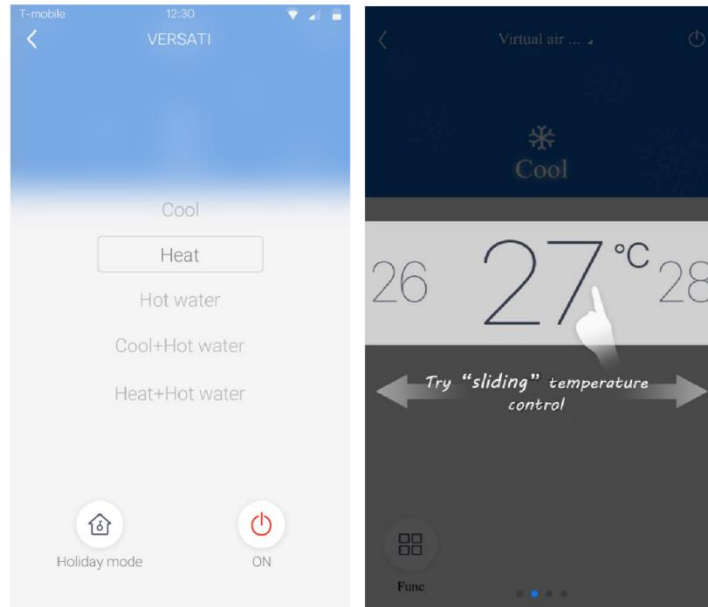 T-mobile 12:30
VERSATI
Cool
Heat
Hot water
Cool+Hot water
Heat+Hot water
Holiday mode ON
Virtual air ...
Cool
26 27°C 28
Try “sliding” temperature
control
Func